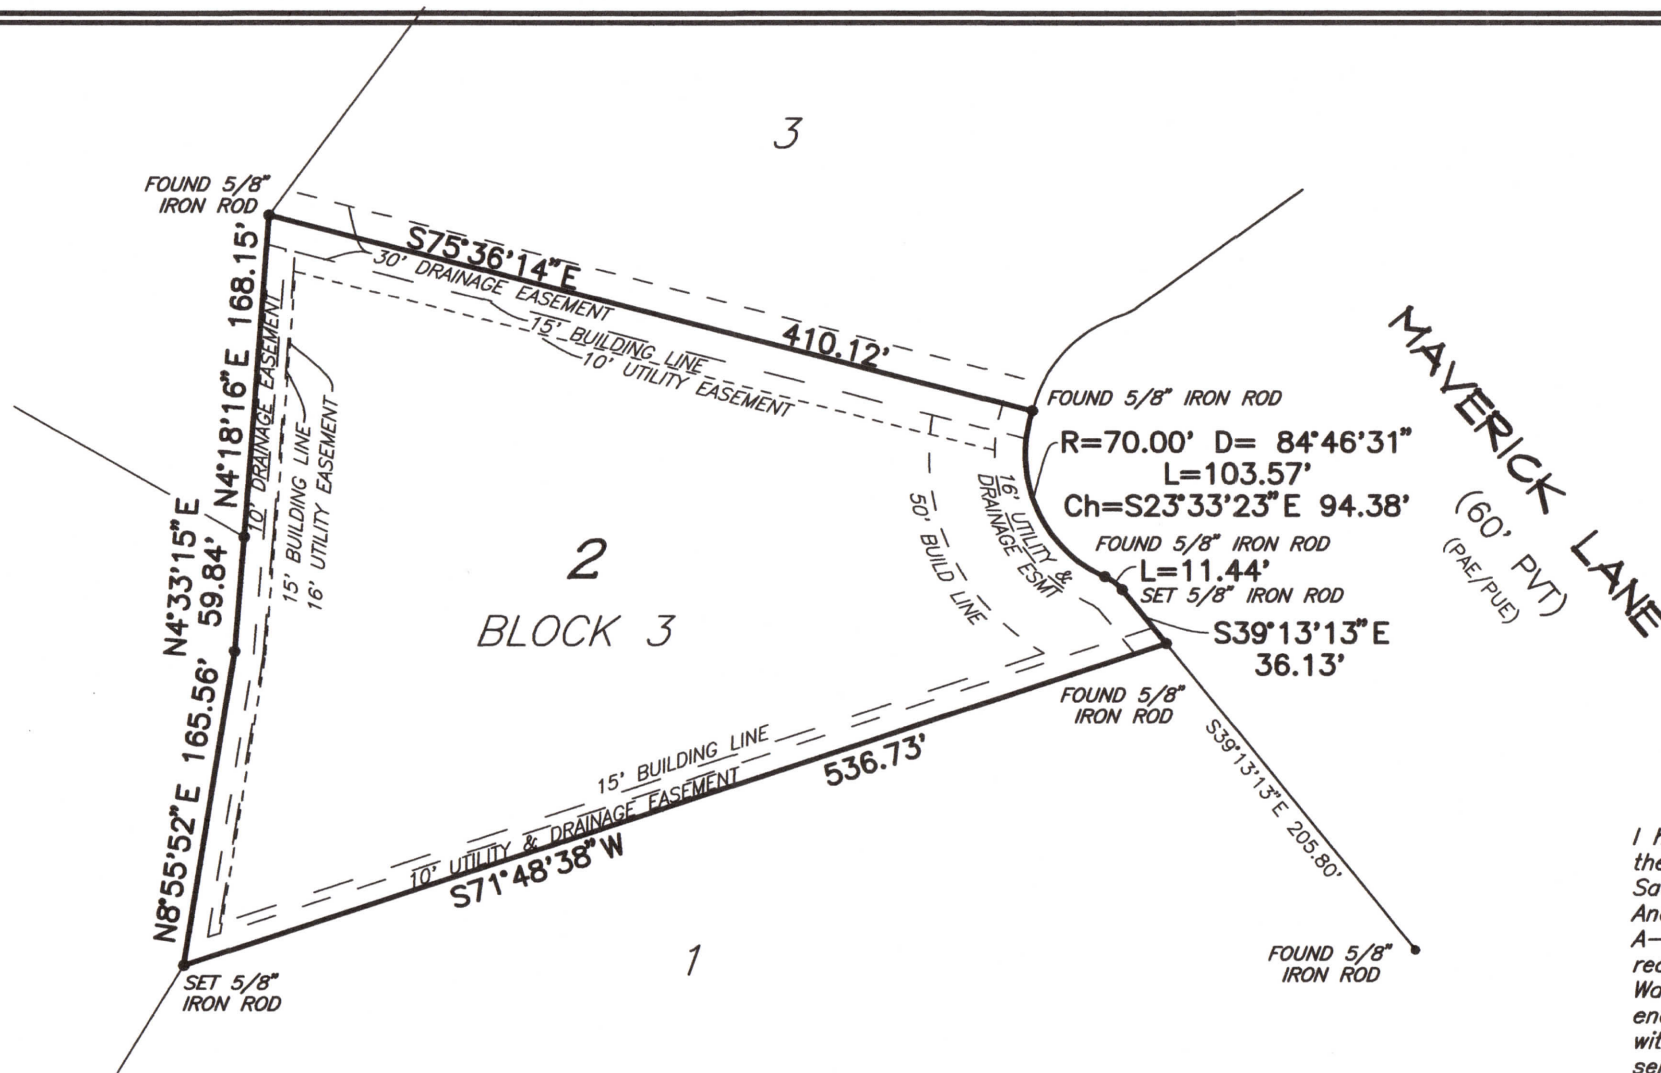 3
FOUND 5/8"
IRON ROD
S75°36'14"E
410.12'
30' DRAINAGE EASEMENT
15' BUILDING LINE
10' UTILITY EASEMENT
N4°18'16"E 168.15'
10' DRAINAGE EASEMENT
15' BUILDING LINE
16' UTILITY EASEMENT
N4°33'15"E
59.84'
N8°55'52"E 165.56'
FOUND 5/8" IRON ROD
R=70.00' D= 84°46'31"
L=103.57'
Ch=S23°33'23"E 94.38'
FOUND 5/8" IRON ROD
L=11.44'
SET 5/8" IRON ROD
S39°13'13"E
36.13'
16' UTILITY &
DRAINAGE ESMT
50' BUILD LINE
MAVERICK LANE
(60' PVT)
(PAE/PUE)
2
BLOCK 3
FOUND 5/8"
IRON ROD
S39°13'13"E 205.80'
15' BUILDING LINE
10' UTILITY & DRAINAGE EASEMENT
S71°48'38"W
536.73'
1
SET 5/8"
IRON ROD
FOUND 5/8"
IRON ROD
I
the
Sa
A-
rec
Wa
wit